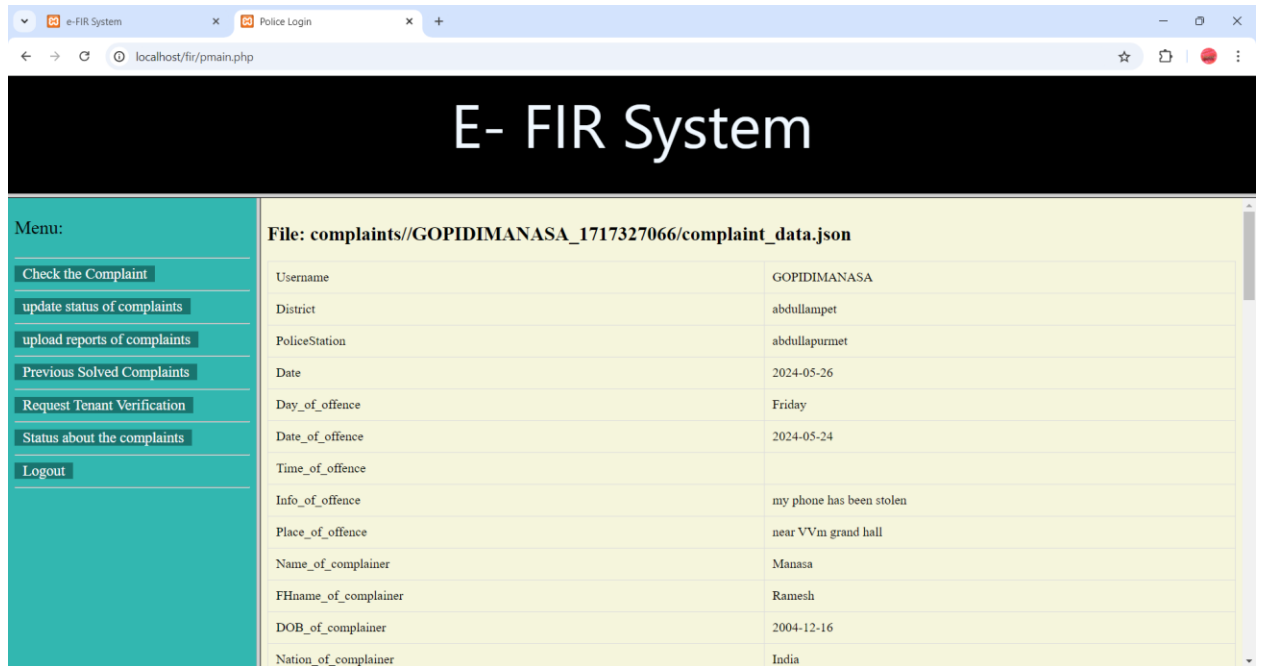 e-FIR System
Police Login
localhost/fir/pmain.php
E- FIR System
Menu:
Check the Complaint
update status of complaints
upload reports of complaints
Previous Solved Complaints
Request Tenant Verification
Status about the complaints
Logout
File: complaints//GOPIDIMANASA_1717327066/complaint_data.json
Username GOPIDIMANASA
District abdullampet
PoliceStation abdullapurmet
Date 2024-05-26
Day_of_offence Friday
Date_of_offence 2024-05-24
Time_of_offence
Info_of_offence my phone has been stolen
Place_of_offence near VVm grand hall
Name_of_complainer Manasa
FHname_of_complainer Ramesh
DOB_of_complainer 2004-12-16
Nation_of_complainer India